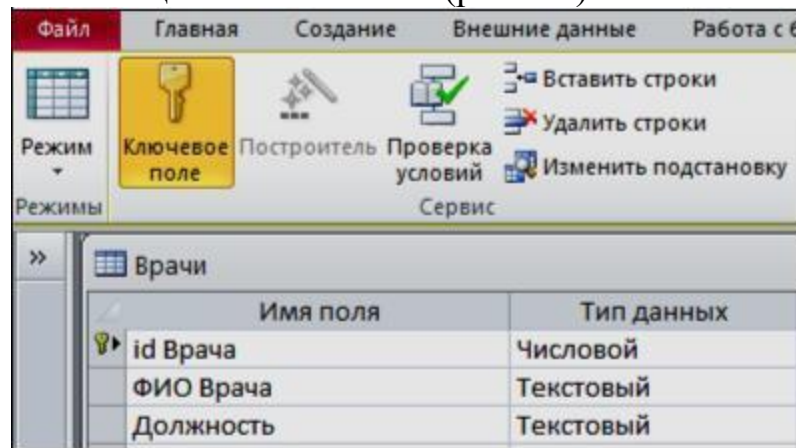 Файл Главная Создание Внешние данные Работа с
Вставить строки
Удалить строки
Изменить подстановку
Режим Ключевое поле Построитель Проверка условий
Режимы Сервис
» Врачи
Имя поля Тип данных
id Врача Числовой
ФИО Врача Текстовый
Должность Текстовый